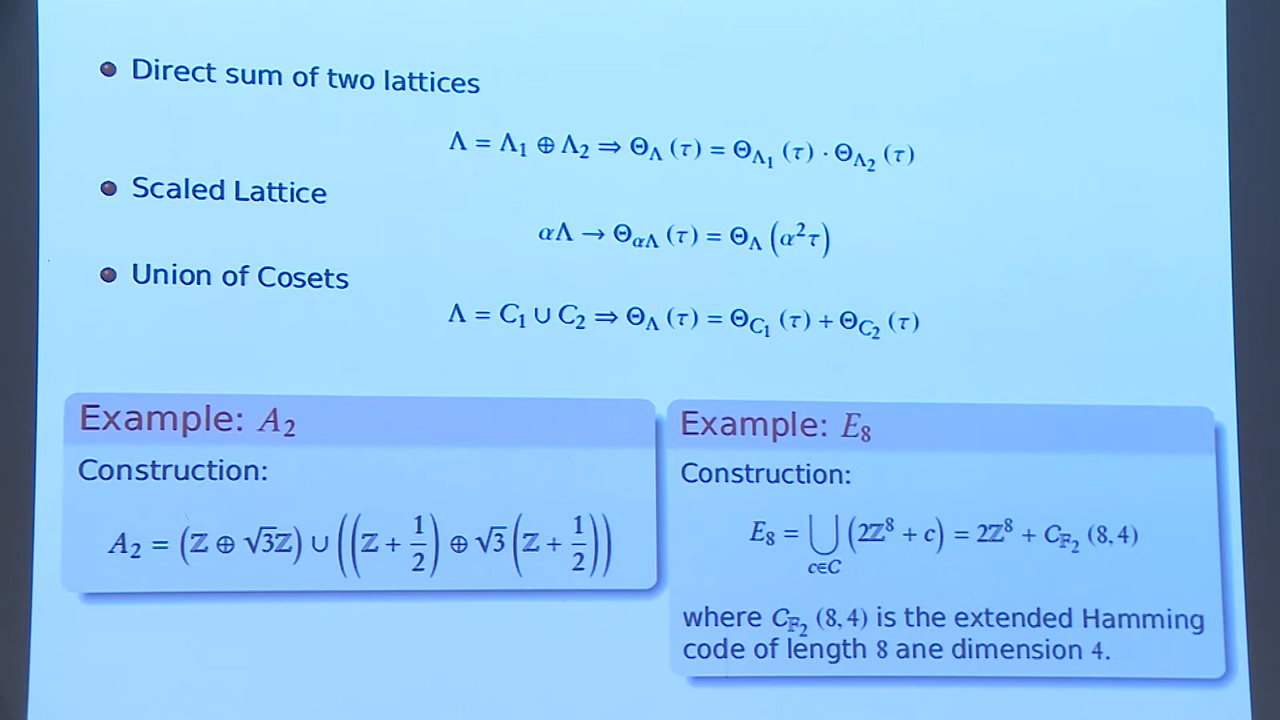 Direct sum of two lattices
Λ = Λ₁ ⊕ Λ₂ ⇒ Θ_Λ (τ) = Θ_Λ₁ (τ) · Θ_Λ₂ (τ)
Scaled Lattice
αΛ → Θ_αΛ (τ) = Θ_Λ (α²τ)
Union of Cosets
Λ = C₁ ∪ C₂ ⇒ Θ_Λ (τ) = Θ_C₁ (τ) + Θ_C₂ (τ)
Example: A₂
Construction:
A₂ = (ℤ ⊕ √3ℤ) ∪ ((ℤ + 1/2) ⊕ √3 (ℤ + 1/2))
Example: E₈
Construction:
E₈ = ⋃_{c∈C} (2ℤ⁸ + c) = 2ℤ⁸ + C_𝔽₂ (8, 4)
where C_𝔽₂ (8, 4) is the extended Hamming
code of length 8 ane dimension 4.